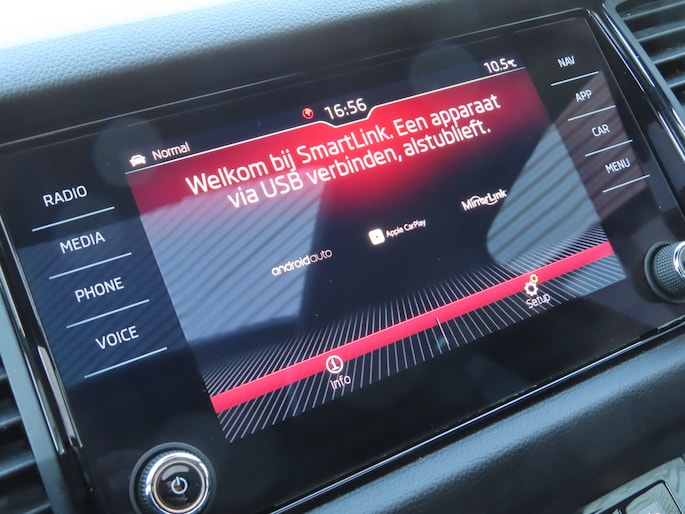 16:56
10.5℃
Normal
Welkom bij SmartLink. Een apparaat
via USB verbinden, alstublieft.
androidauto
Apple CarPlay
MirrorLink
Info
Setup
RADIO
MEDIA
PHONE
VOICE
NAV
APP
CAR
MENU